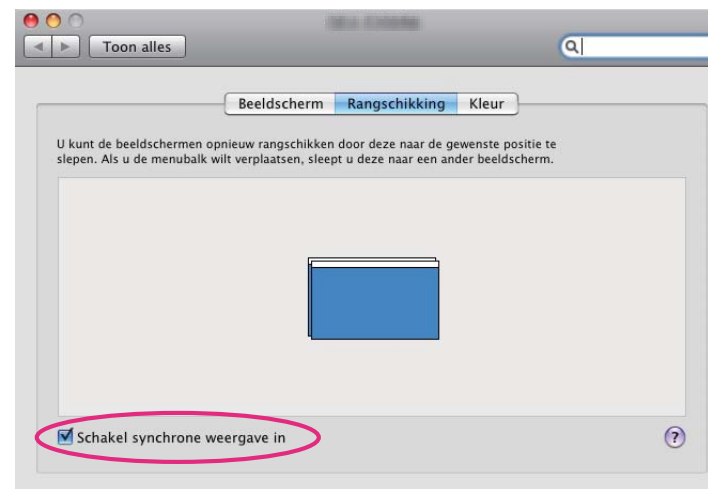 Toon alles
Beeldscherm Rangschikking Kleur
U kunt de beeldschermen opnieuw rangschikken door deze naar de gewenste positie te
slepen. Als u de menubalk wilt verplaatsen, sleept u deze naar een ander beeldscherm.
Schakel synchrone weergave in
?